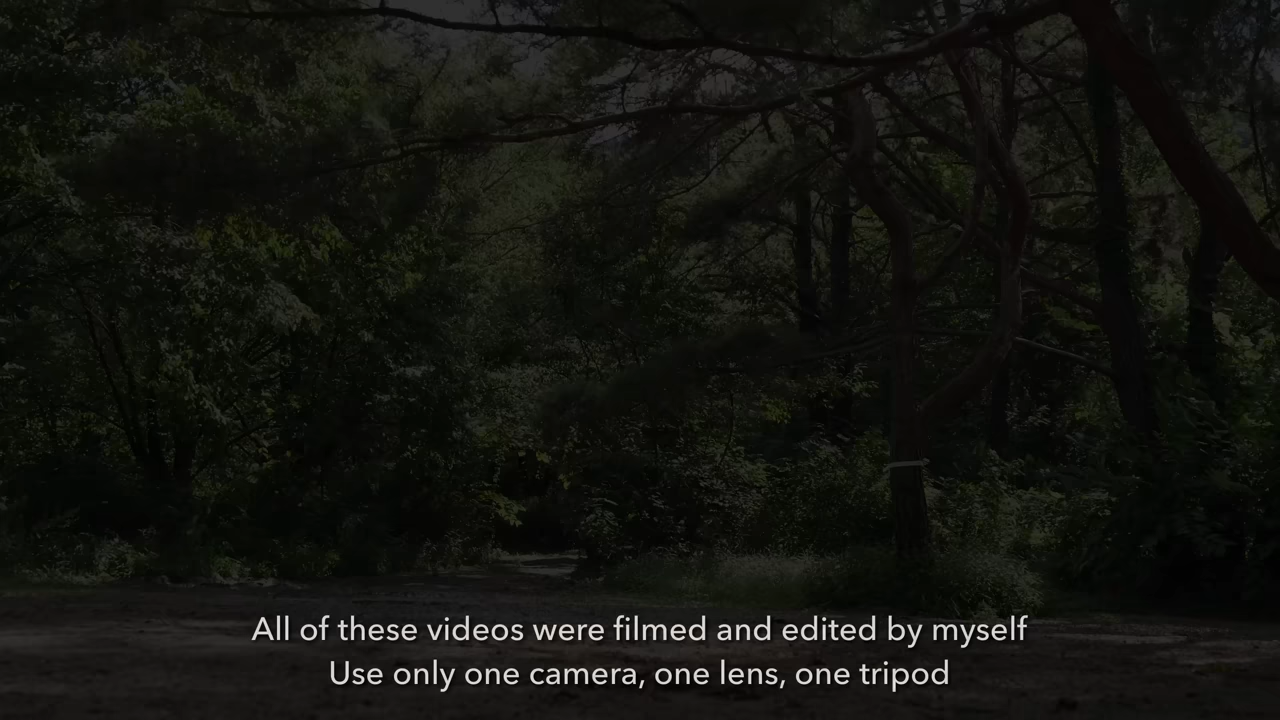 All of these videos were filmed and edited by myself
Use only one camera, one lens, one tripod